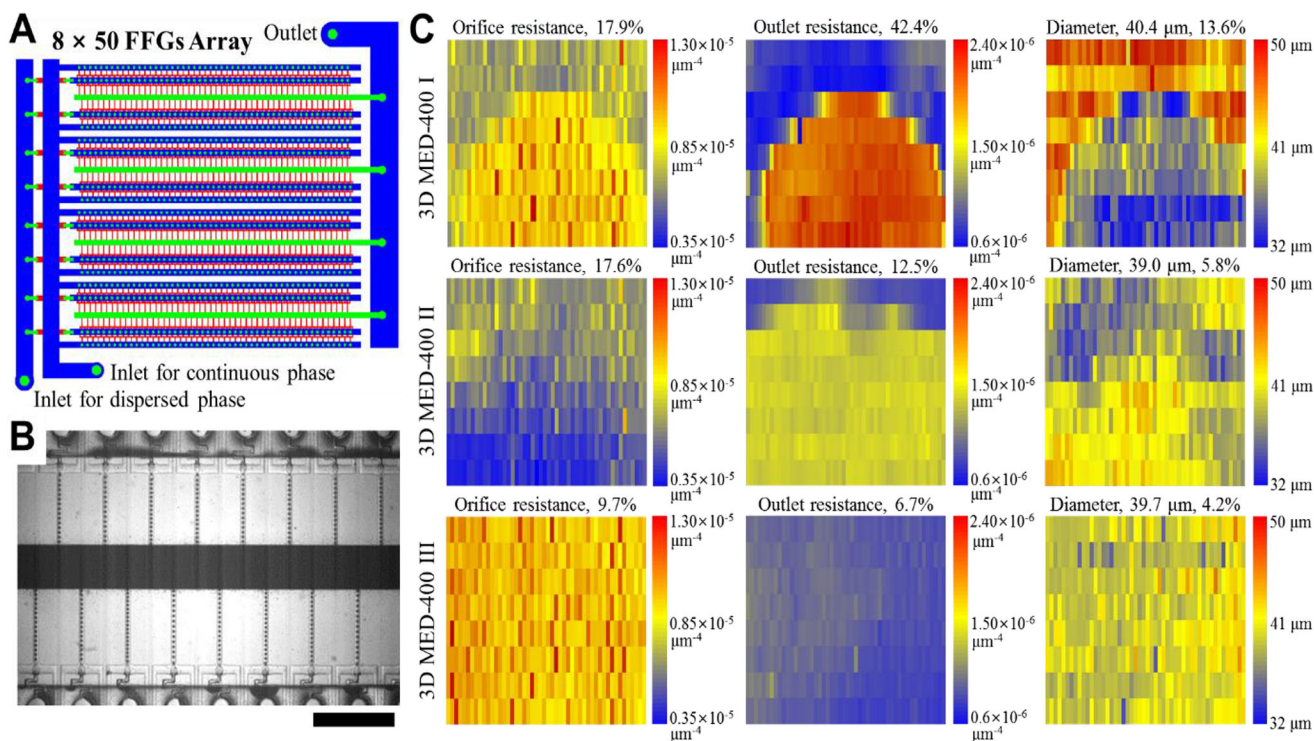 A
8 × 50 FFGs Array
Outlet
Inlet for continuous phase
Inlet for dispersed phase
B
C
3D MED-400 I
Orifice resistance, 17.9%
1.30×10⁻⁵
μm⁻⁴
0.85×10⁻⁵
μm⁻⁴
0.35×10⁻⁵
μm⁻⁴
Outlet resistance, 42.4%
2.40×10⁻⁶
μm⁻⁴
1.50×10⁻⁶
μm⁻⁴
0.6×10⁻⁶
μm⁻⁴
Diameter, 40.4 μm, 13.6%
50 μm
41 μm
32 μm
3D MED-400 II
Orifice resistance, 17.6%
1.30×10⁻⁵
μm⁻⁴
0.85×10⁻⁵
μm⁻⁴
0.35×10⁻⁵
μm⁻⁴
Outlet resistance, 12.5%
2.40×10⁻⁶
μm⁻⁴
1.50×10⁻⁶
μm⁻⁴
0.6×10⁻⁶
μm⁻⁴
Diameter, 39.0 μm, 5.8%
50 μm
41 μm
32 μm
3D MED-400 III
Orifice resistance, 9.7%
1.30×10⁻⁵
μm⁻⁴
0.85×10⁻⁵
μm⁻⁴
0.35×10⁻⁵
μm⁻⁴
Outlet resistance, 6.7%
2.40×10⁻⁶
μm⁻⁴
1.50×10⁻⁶
μm⁻⁴
0.6×10⁻⁶
μm⁻⁴
Diameter, 39.7 μm, 4.2%
50 μm
41 μm
32 μm